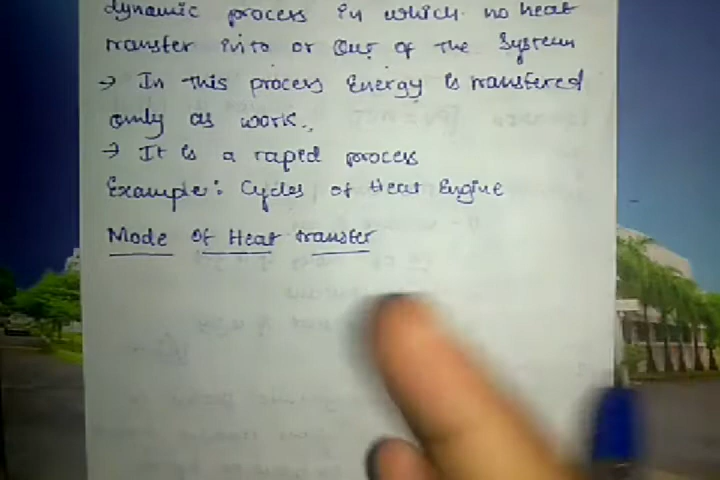 dynamic process in which no heat
transfer into or out of the System
→ In this process Energy is transfered
only as work.
→ It is a rapid process
Example: Cycles of Heat Engine
Mode Of Heat transfer